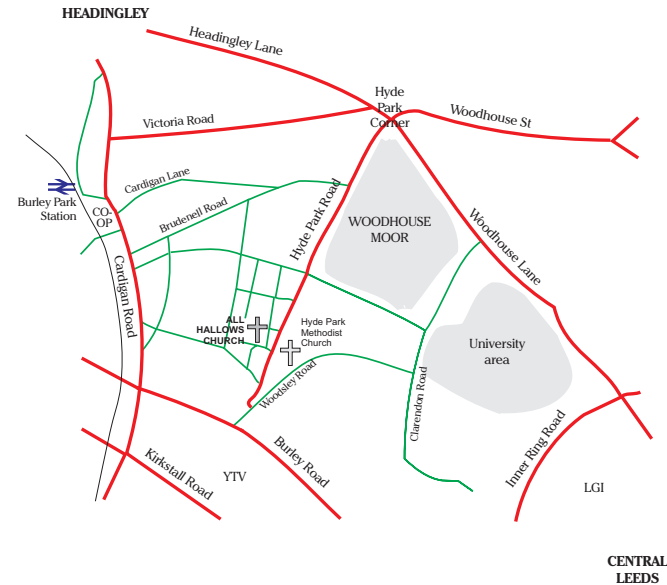 HEADINGLEY
Headingley Lane
Hyde
Park
Corner
Woodhouse St
Victoria Road
Cardigan Lane
Burley Park
Station
CO-
OP
Brudenell Road
Hyde Park Road
WOODHOUSE
MOOR
Woodhouse Lane
Cardigan Road
ALL
HALLOWS
CHURCH
Hyde Park
Methodist
Church
University
area
Woodsley Road
Clarendon Road
Kirkstall Road
YTV
Burley Road
Inner Ring Road
LGI
CENTRAL
LEEDS